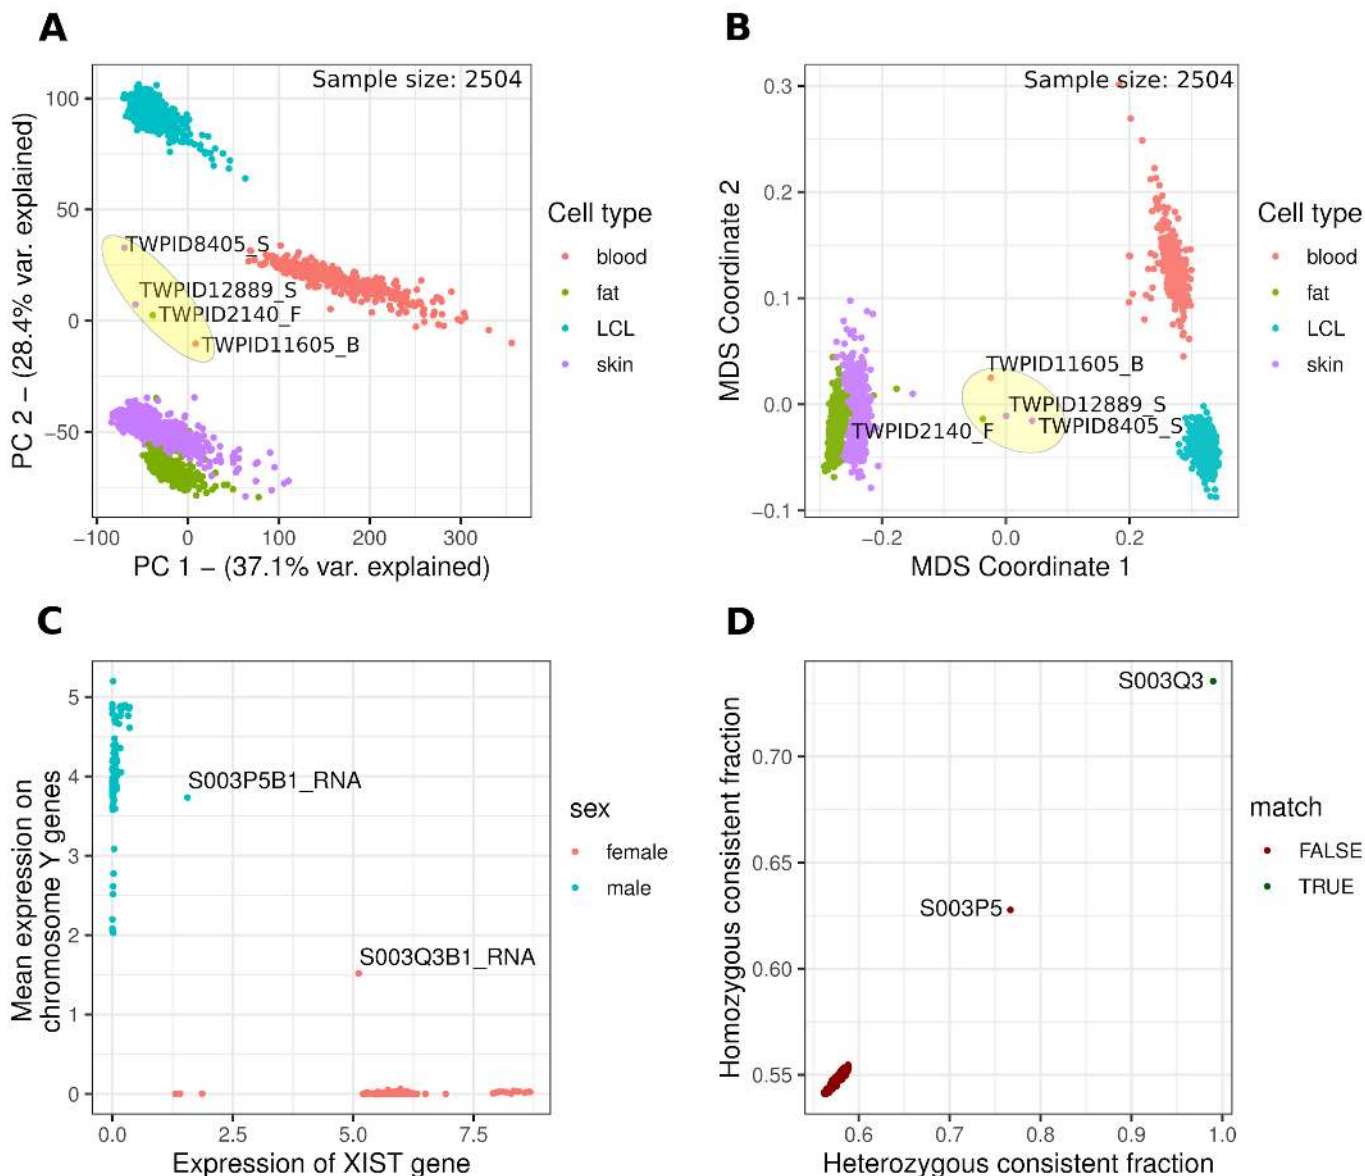 A
Sample size: 2504
PC 2 – (28.4% var. explained)
100
50
0
−50
TWPID8405_S
TWPID12889_S
TWPID2140_F
TWPID11605_B
−100 0 100 200 300
PC 1 – (37.1% var. explained)
Cell type
blood
fat
LCL
skin
B
Sample size: 2504
MDS Coordinate 2
0.3
0.2
0.1
0.0
−0.1
TWPID11605_B
TWPID12889_S
TWPID2140_F
TWPID8405_S
−0.2 0.0 0.2
MDS Coordinate 1
Cell type
blood
fat
LCL
skin
C
Mean expression on
chromosome Y genes
5
4
3
2
1
0
S003P5B1_RNA
S003Q3B1_RNA
0.0 2.5 5.0 7.5
Expression of XIST gene
sex
female
male
D
Homozygous consistent fraction
0.70
0.65
0.60
0.55
S003Q3
S003P5
0.6 0.7 0.8 0.9 1.0
Heterozygous consistent fraction
match
FALSE
TRUE